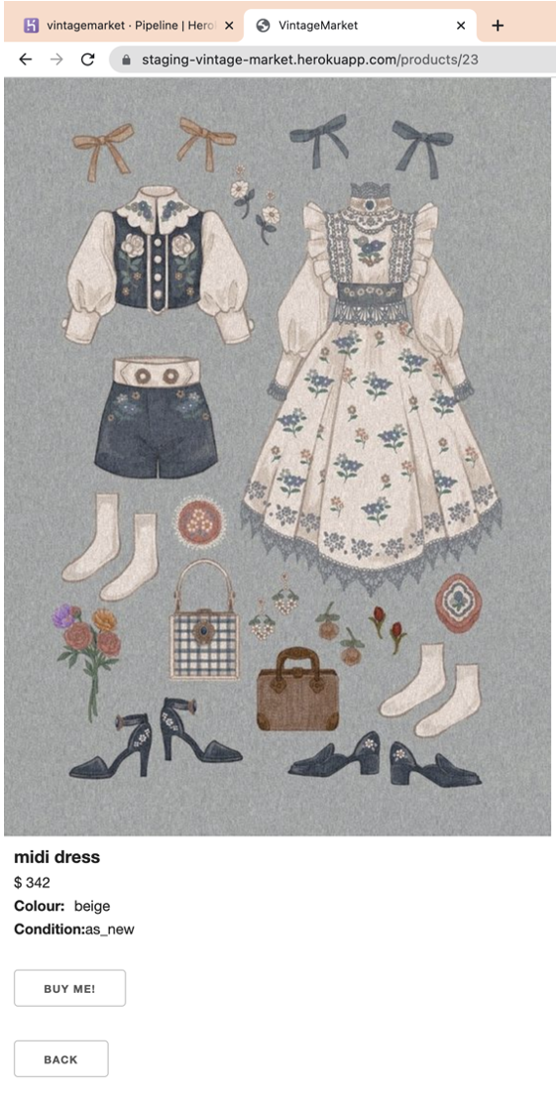 vintagemarket · Pipeline | Hero
VintageMarket
staging-vintage-market.herokuapp.com/products/23
midi dress
$ 342
Colour: beige
Condition:as_new
BUY ME!
BACK